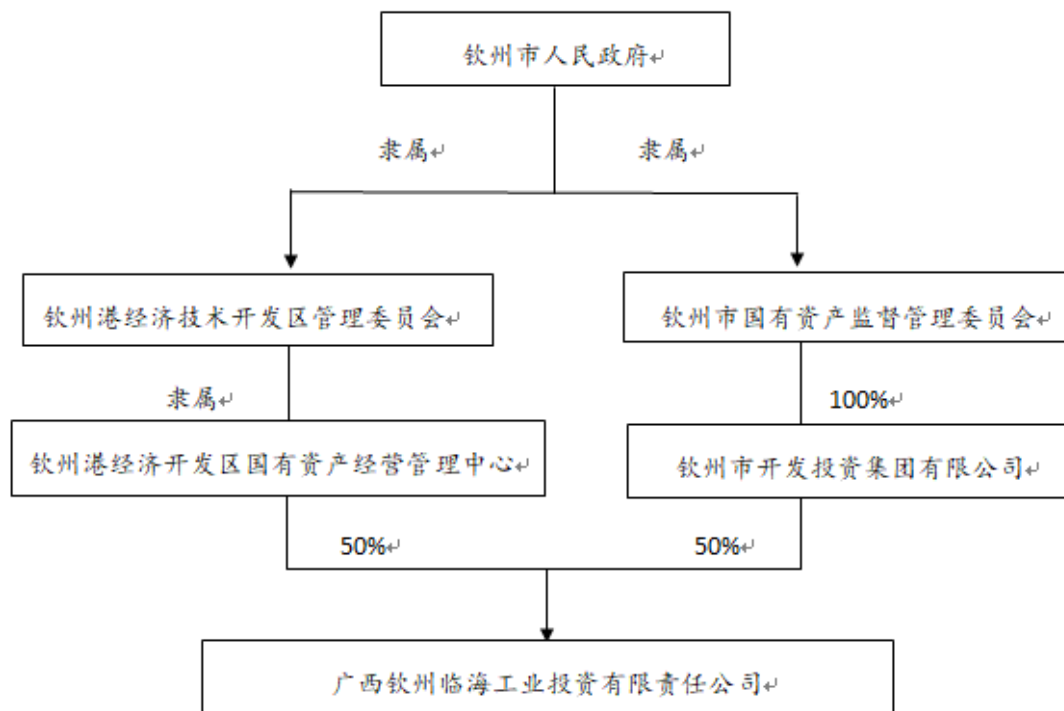 钦州市人民政府↵
隶属↵
隶属↵
钦州港经济技术开发区管理委员会↵
钦州市国有资产监督管理委员会↵
隶属↵
100%↵
钦州港经济开发区国有资产经营管理中心↵
钦州市开发投资集团有限公司↵
50%↵
50%↵
广西钦州临海工业投资有限责任公司↵